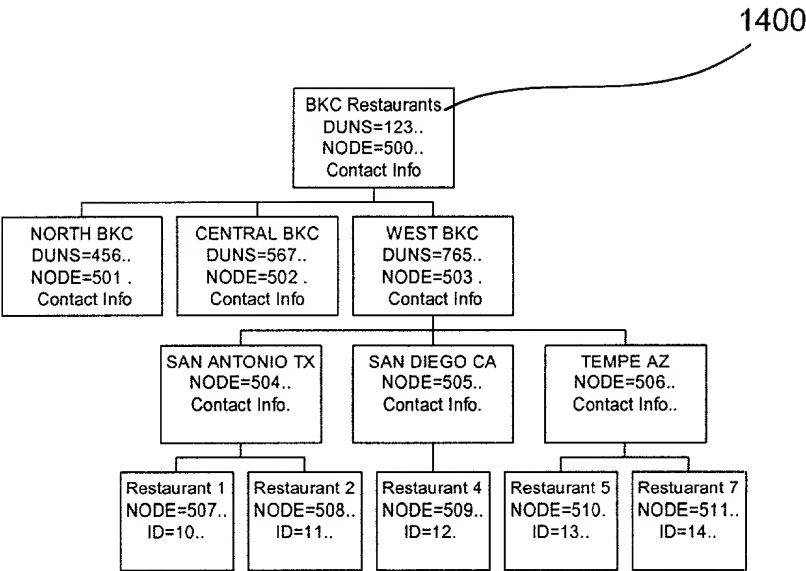 1400
BKC Restaurants
DUNS=123..
NODE=500..
Contact Info
NORTH BKC
DUNS=456..
NODE=501 .
Contact Info
CENTRAL BKC
DUNS=567..
NODE=502 .
Contact Info
WEST BKC
DUNS=765..
NODE=503 .
Contact Info
SAN ANTONIO TX
NODE=504..
Contact Info.
SAN DIEGO CA
NODE=505..
Contact Info.
TEMPE AZ
NODE=506..
Contact Info..
Restaurant 1
NODE=507..
ID=10..
Restaurant 2
NODE=508..
ID=11..
Restaurant 4
NODE=509..
ID=12.
Restaurant 5
NODE=510.
ID=13..
Restuarant 7
NODE=511..
ID=14..